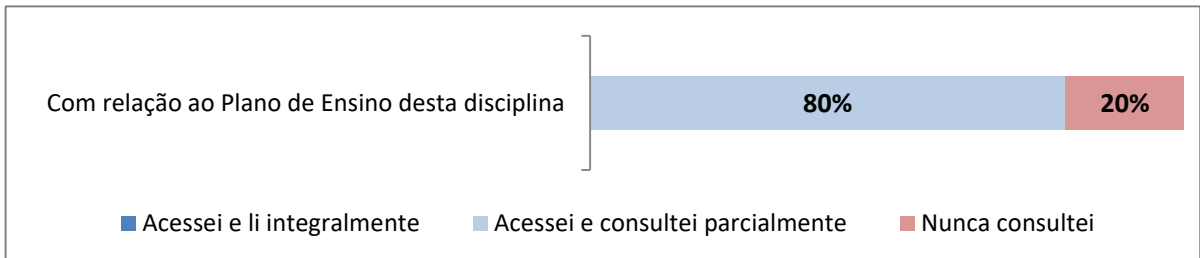 Com relação ao Plano de Ensino desta disciplina
80%
20%
Acessei e li integralmente
Acessei e consultei parcialmente
Nunca consultei